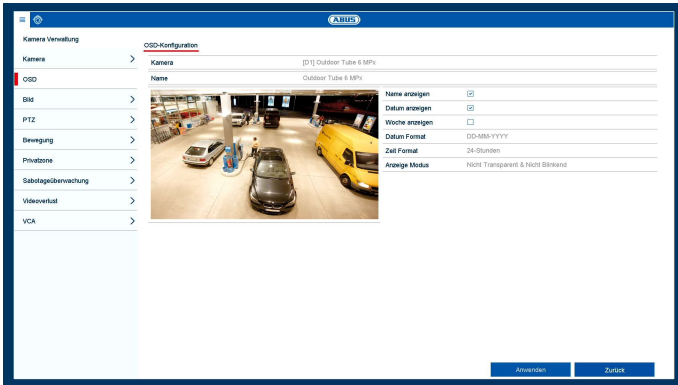 ABUS
Kamera Verwaltung
Kamera
OSD
Bild
PTZ
Bewegung
Privatzone
Sabotageüberwachung
Videoverlust
VCA
OSD-Konfiguration
Kamera [D1] Outdoor Tube 6 MPx
Name Outdoor Tube 6 MPx
Name anzeigen
Datum anzeigen
Woche anzeigen
Datum Format DD-MM-YYYY
Zeit Format 24-Stunden
Anzeige Modus Nicht Transparent & Nicht Blinkend
Anwenden Zurück